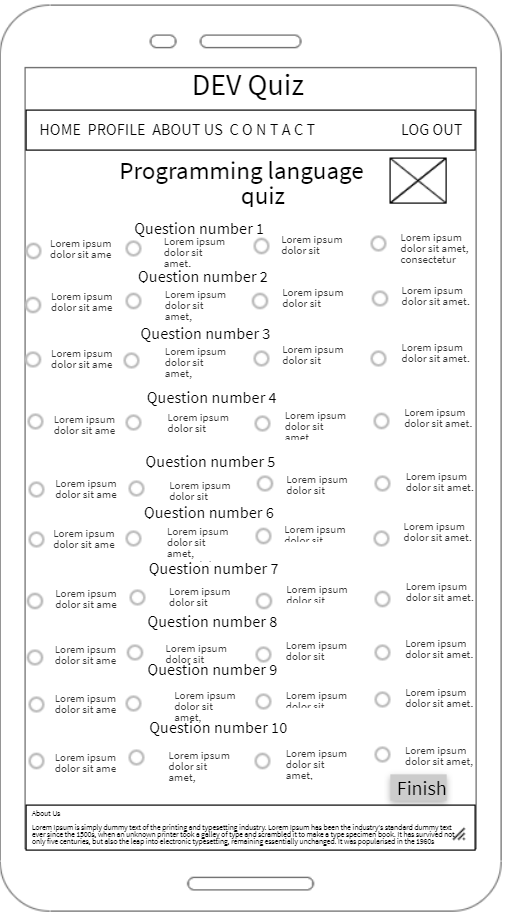 DEV Quiz
HOME PROFILE ABOUT US CONTACT LOG OUT
Programming language
quiz
Question number 1
Lorem ipsum
dolor sit ame
Lorem ipsum
dolor sit
amet,
Lorem ipsum
dolor sit
Lorem ipsum
dolor sit amet,
consectetur
Question number 2
Lorem ipsum
dolor sit ame
Lorem ipsum
dolor sit
amet,
Lorem ipsum
dolor sit
Lorem ipsum
dolor sit amet.
Question number 3
Lorem ipsum
dolor sit ame
Lorem ipsum
dolor sit
amet,
Lorem ipsum
dolor sit
Lorem ipsum
dolor sit amet.
Question number 4
Lorem ipsum
dolor sit ame
Lorem ipsum
dolor sit
Lorem ipsum
dolor sit
amet
Lorem ipsum
dolor sit amet.
Question number 5
Lorem ipsum
dolor sit ame
Lorem ipsum
dolor sit
Lorem ipsum
dolor sit
Lorem ipsum
dolor sit amet.
Question number 6
Lorem ipsum
dolor sit ame
Lorem ipsum
dolor sit
amet,
Lorem ipsum
dolor sit
Lorem ipsum
dolor sit amet.
Question number 7
Lorem ipsum
dolor sit ame
Lorem ipsum
dolor sit
Lorem ipsum
dolor sit
Lorem ipsum
dolor sit amet.
Question number 8
Lorem ipsum
dolor sit ame
Lorem ipsum
dolor sit
Lorem ipsum
dolor sit
Lorem ipsum
dolor sit amet.
Question number 9
Lorem ipsum
dolor sit ame
Lorem ipsum
dolor sit
amet,
Lorem ipsum
dolor sit
Lorem ipsum
dolor sit amet.
Question number 10
Lorem ipsum
dolor sit ame
Lorem ipsum
dolor sit
amet,
Lorem ipsum
dolor sit
amet,
Lorem ipsum
dolor sit amet,
Finish
About Us
Lorem Ipsum is simply dummy text of the printing and typesetting industry. Lorem Ipsum has been the industry's standard dummy text
ever since the 1500s, when an unknown printer took a galley of type and scrambled it to make a type specimen book. It has survived not
only five centuries, but also the leap into electronic typesetting, remaining essentially unchanged. It was popularised in the 1960s